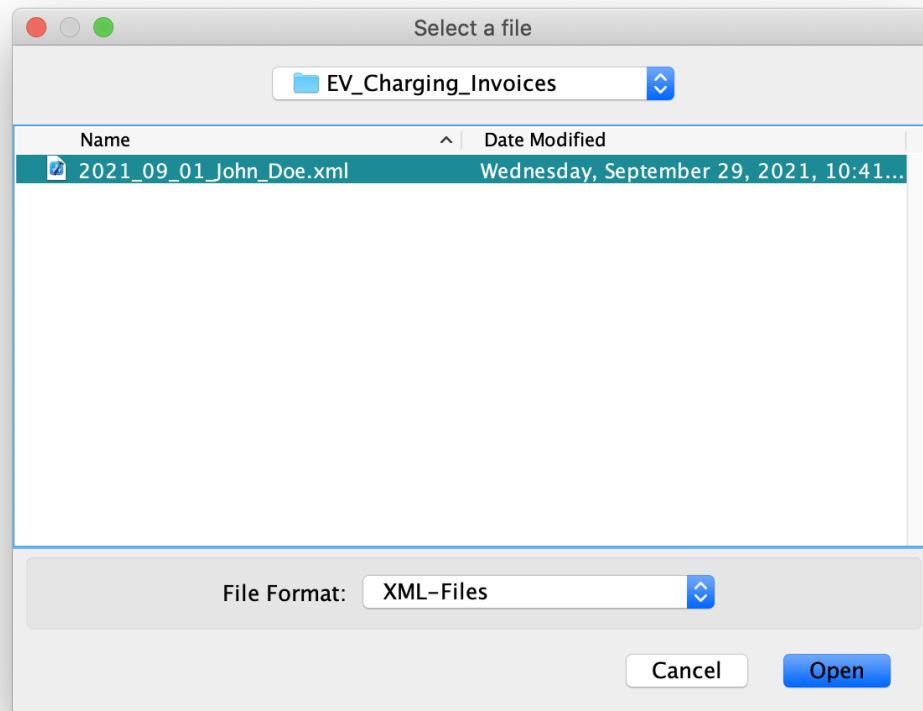 Select a file
EV_Charging_Invoices
Name Date Modified
2021_09_01_John_Doe.xml Wednesday, September 29, 2021, 10:41...
File Format: XML-Files
Cancel Open